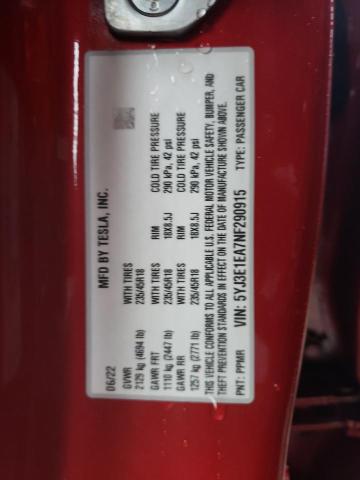 MFD BY TESLA, INC.
06/22
GVWR WITH TIRES RIM COLD TIRE PRESSURE
2129 kg (4694 lb) 235/45R18 18X8.5J 290 kPa, 42 psi
GAWR FRT WITH TIRES RIM COLD TIRE PRESSURE
1110 kg (2447 lb) 235/45R18 18X8.5J 290 kPa, 42 psi
GAWR RR
1257 kg (2771 lb)
THIS VEHICLE CONFORMS TO ALL APPLICABLE U.S. FEDERAL MOTOR VEHICLE SAFETY, BUMPER, AND
THEFT PREVENTION STANDARDS IN EFFECT ON THE DATE OF MANUFACTURE SHOWN ABOVE.
VIN: 5YJ3E1EA7NF290915
PNT: PPMR TYPE: PASSENGER CAR